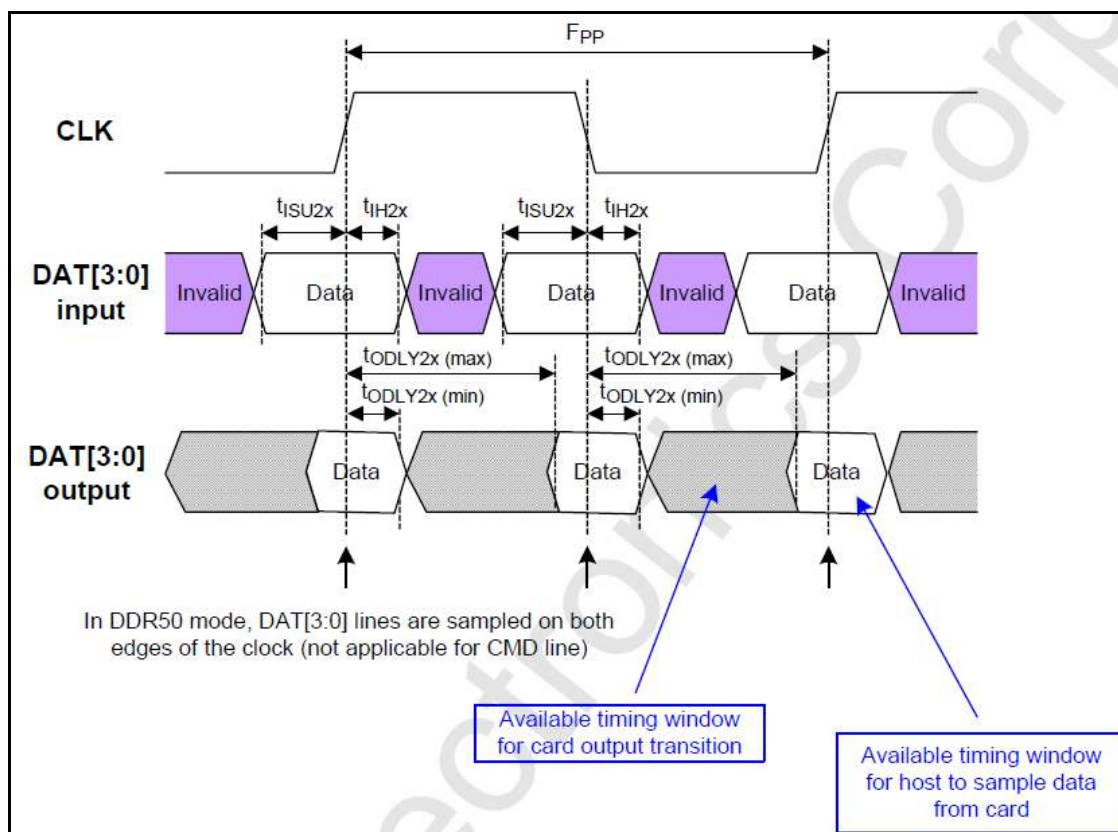 FPP
CLK
tISU2x
tIH2x
tISU2x
tIH2x
DAT[3:0]
input
Invalid
Data
Invalid
Data
Invalid
Data
Invalid
tODLY2x (max)
tODLY2x (max)
tODLY2x (min)
tODLY2x (min)
DAT[3:0]
output
Data
Data
Data
In DDR50 mode, DAT[3:0] lines are sampled on both
edges of the clock (not applicable for CMD line)
Available timing window
for card output transition
Available timing window
for host to sample data
from card
ectronics Corp